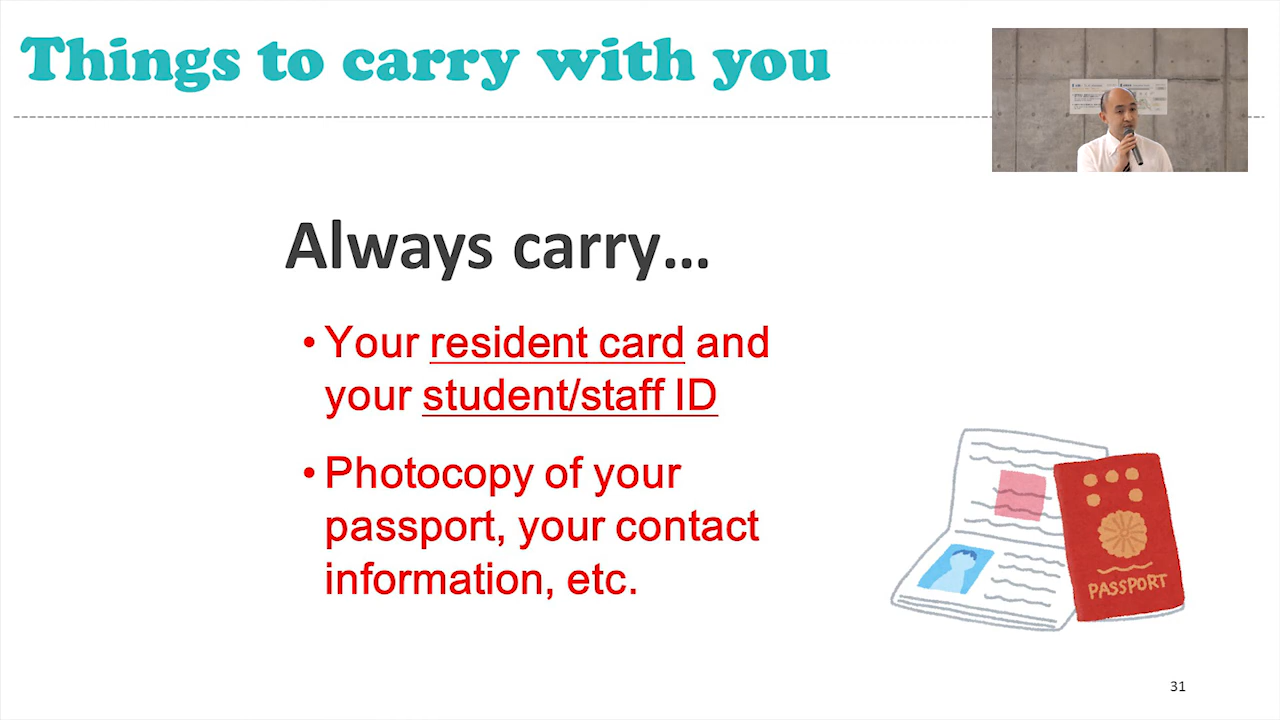 Things to carry with you
Always carry...
• Your resident card and
your student/staff ID
• Photocopy of your
passport, your contact
information, etc.
PASSPORT
31